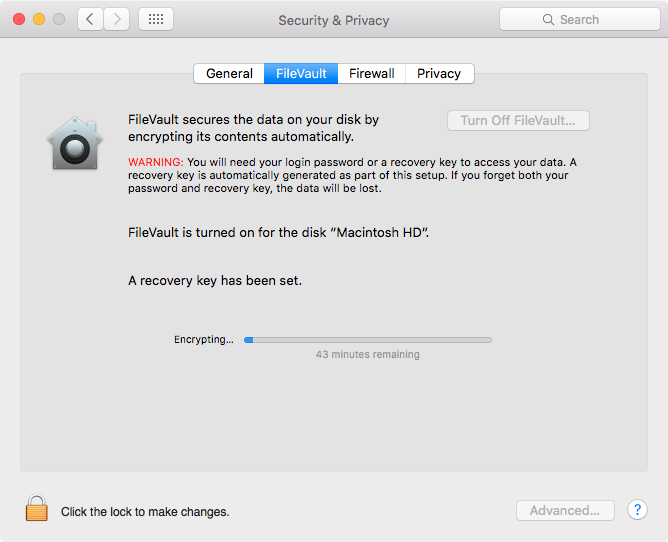 Security & Privacy
Search
General
FileVault
Firewall
Privacy
FileVault secures the data on your disk by
encrypting its contents automatically.
Turn Off FileVault...
WARNING: You will need your login password or a recovery key to access your data. A
recovery key is automatically generated as part of this setup. If you forget both your
password and recovery key, the data will be lost.
FileVault is turned on for the disk “Macintosh HD”.
A recovery key has been set.
Encrypting...
43 minutes remaining
Click the lock to make changes.
Advanced...
?